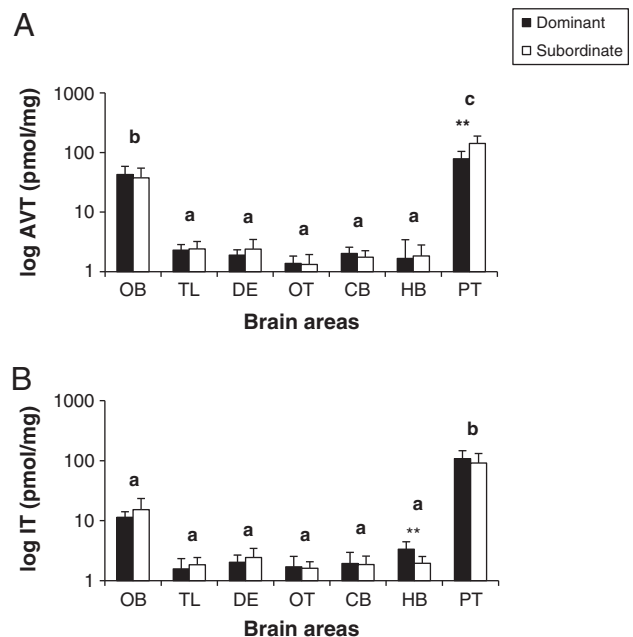 A
Dominant
Subordinate
log AVT (pmol/mg)
1000
100
10
1
b
a
a
a
a
a
**
c
OB TL DE OT CB HB PT
Brain areas
B
log IT (pmol/mg)
1000
100
10
1
a
a
a
a
a
a
**
b
OB TL DE OT CB HB PT
Brain areas